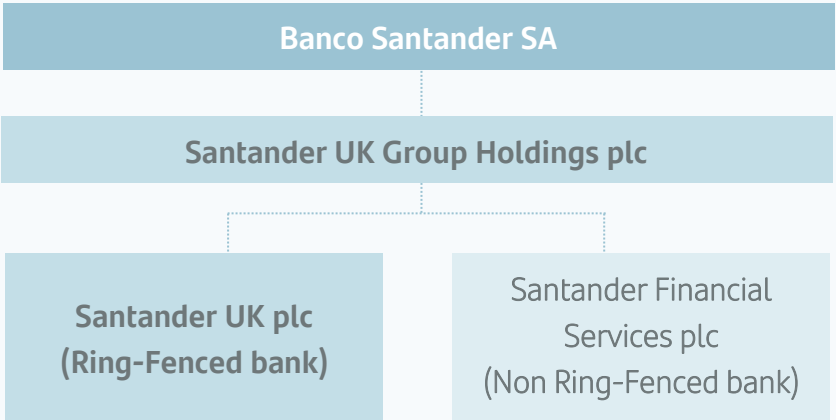 Banco Santander SA
Santander UK Group Holdings plc
Santander UK plc
(Ring-Fenced bank)
Santander Financial
Services plc
(Non Ring-Fenced bank)